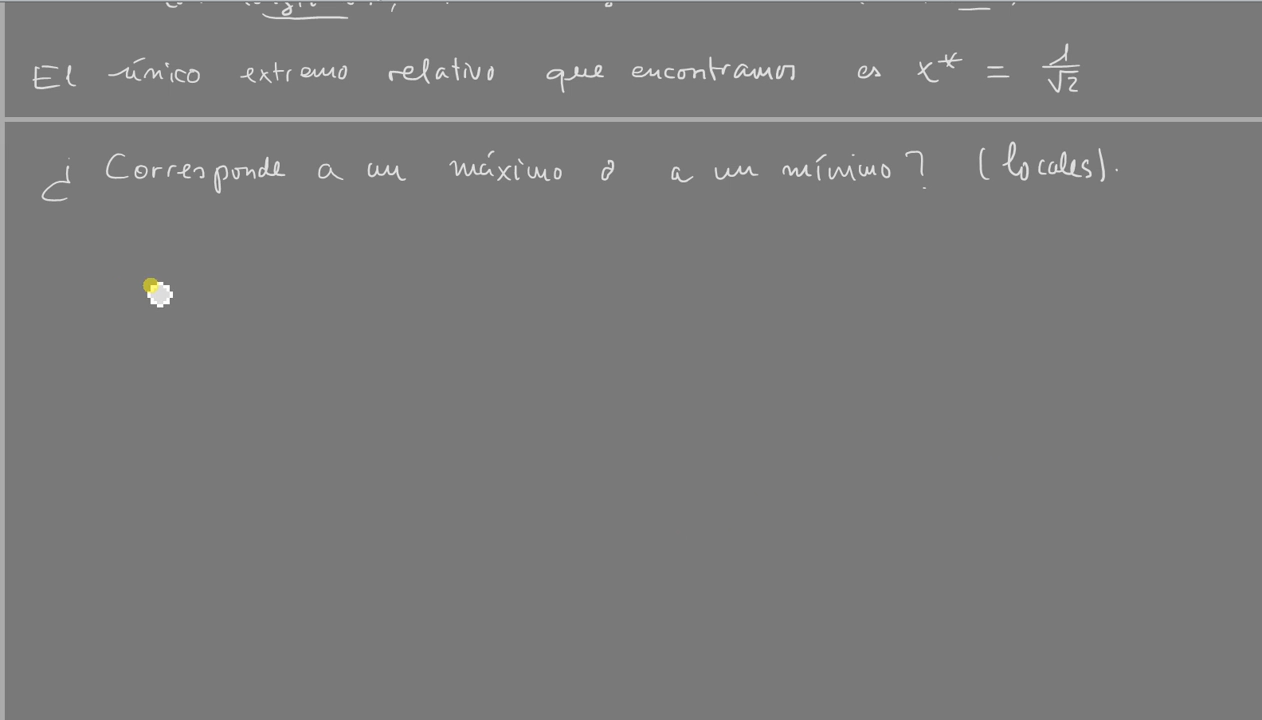 El único extremo relativo que encontramos es x* = 1/√2
¿ Corresponde a un máximo ó a un mínimo ? (locales).